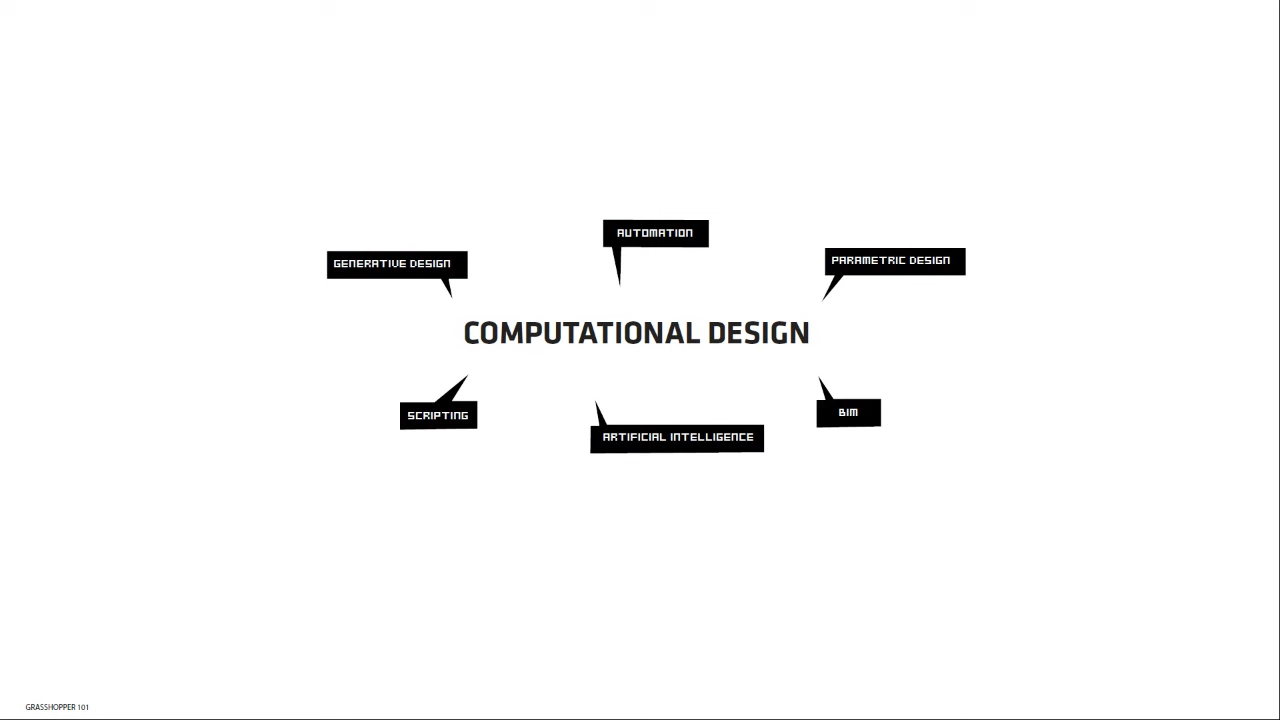 AUTOMATION
GENERATIVE DESIGN
PARAMETRIC DESIGN
COMPUTATIONAL DESIGN
SCRIPTING
BIM
ARTIFICIAL INTELLIGENCE
GRASSHOPPER 101